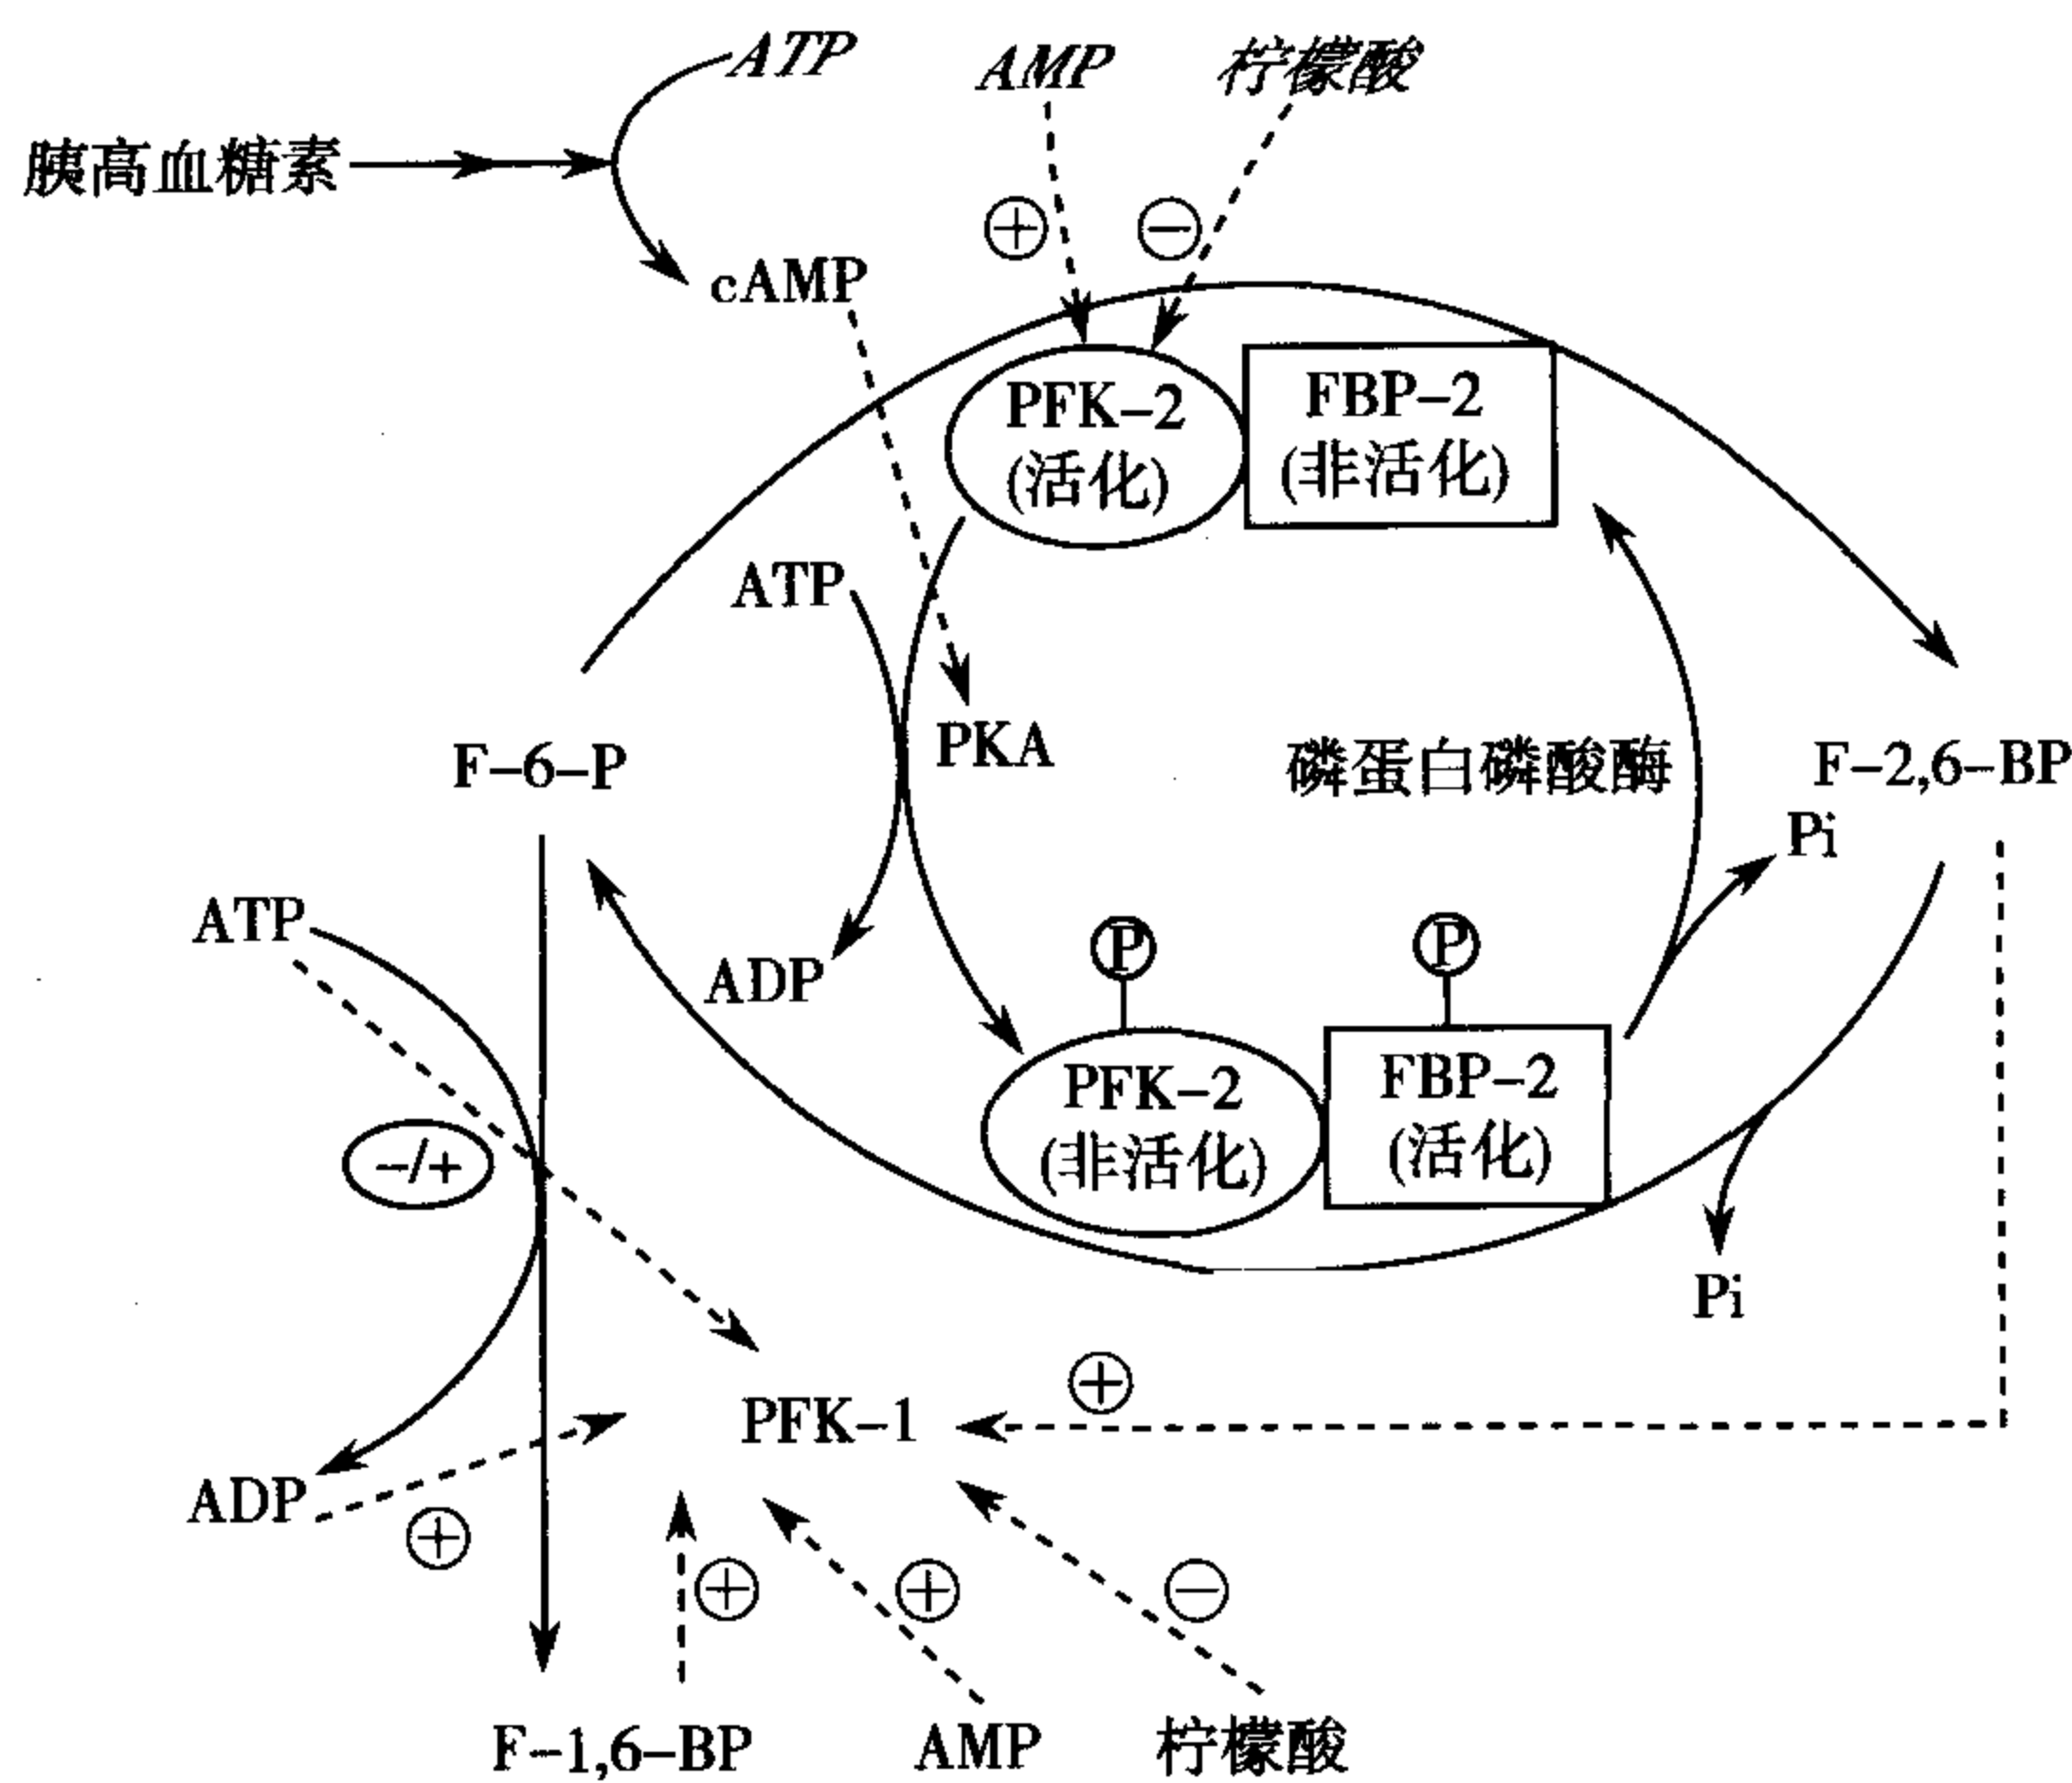 ATP
AMP
柠檬酸
胰高血糖素
⊕
⊖
cAMP
PFK-2
(活化)
FBP-2
(非活化)
ATP
PKA
F-6-P
磷蛋白磷酸酶
F-2,6-BP
Pi
ATP
ADP
P
P
PFK-2
(非活化)
FBP-2
(活化)
-/+
Pi
⊕
PFK-1
ADP
⊕
⊕
⊕
⊖
F-1,6-BP
AMP
柠檬酸